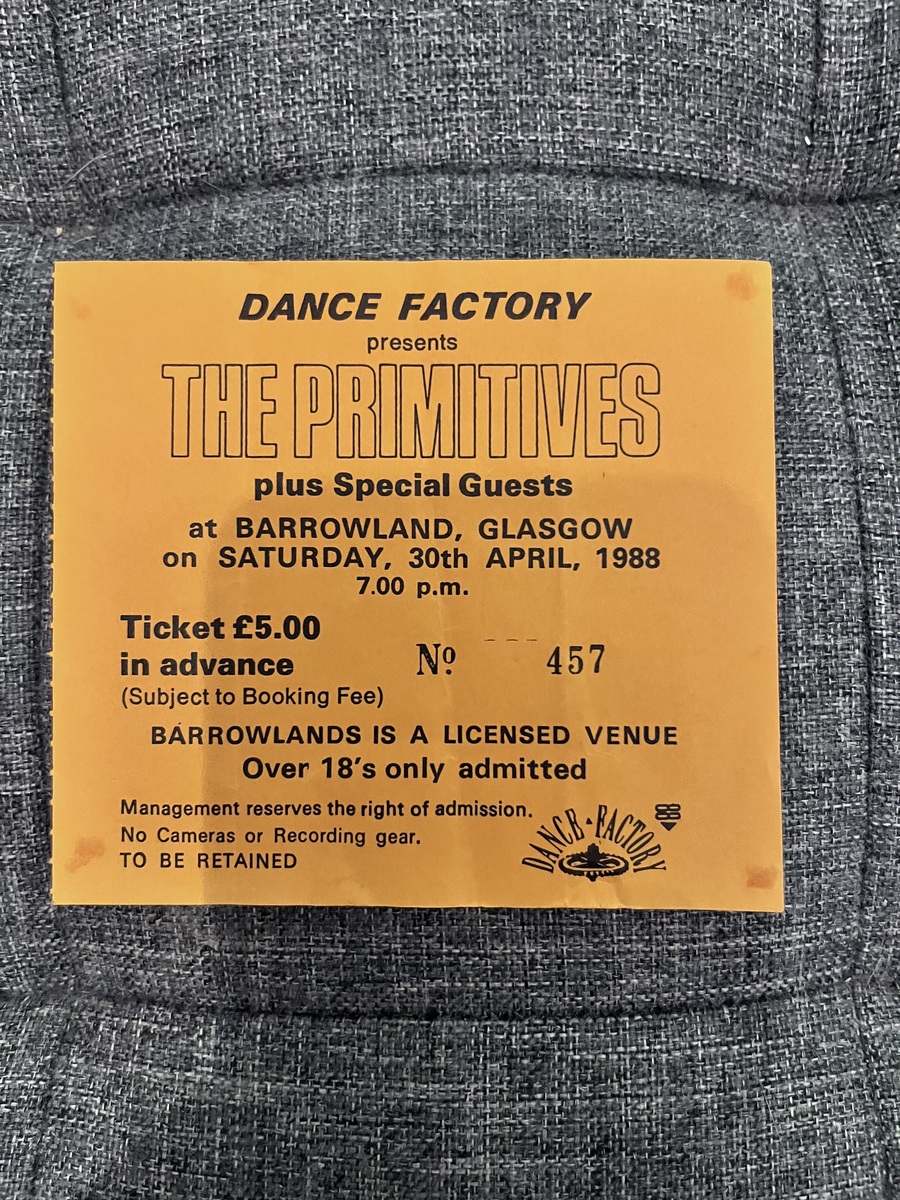 DANCE FACTORY
presents
THE PRIMITIVES
plus Special Guests
at BARROWLAND, GLASGOW
on SATURDAY, 30th APRIL, 1988
7.00 p.m.
Ticket £5.00
in advance
(Subject to Booking Fee)
Nº 457
BARROWLANDS IS A LICENSED VENUE
Over 18's only admitted
Management reserves the right of admission.
No Cameras or Recording gear.
TO BE RETAINED
DANCE · FACTORY